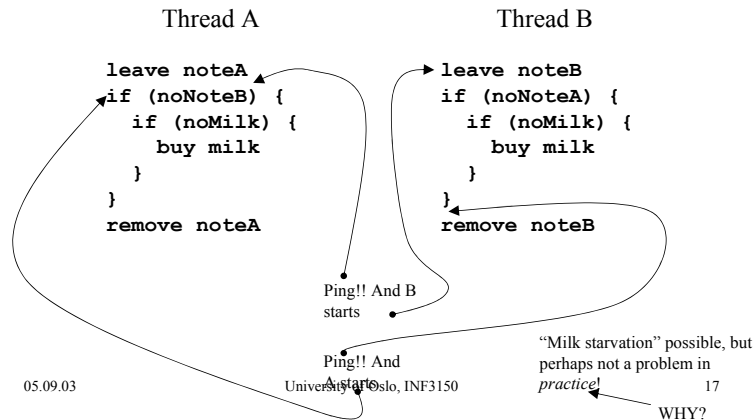 Thread A
leave noteA
if (noNoteB) {
if (noMilk) {
buy milk
}
}
remove noteA
Thread B
leave noteB
if (noNoteA) {
if (noMilk) {
buy milk
}
}
remove noteB
Ping!! And B
starts
Ping!! And
A starts
“Milk starvation” possible, but
perhaps not a problem in
practice!
WHY?
05.09.03
University of Oslo, INF3150
17